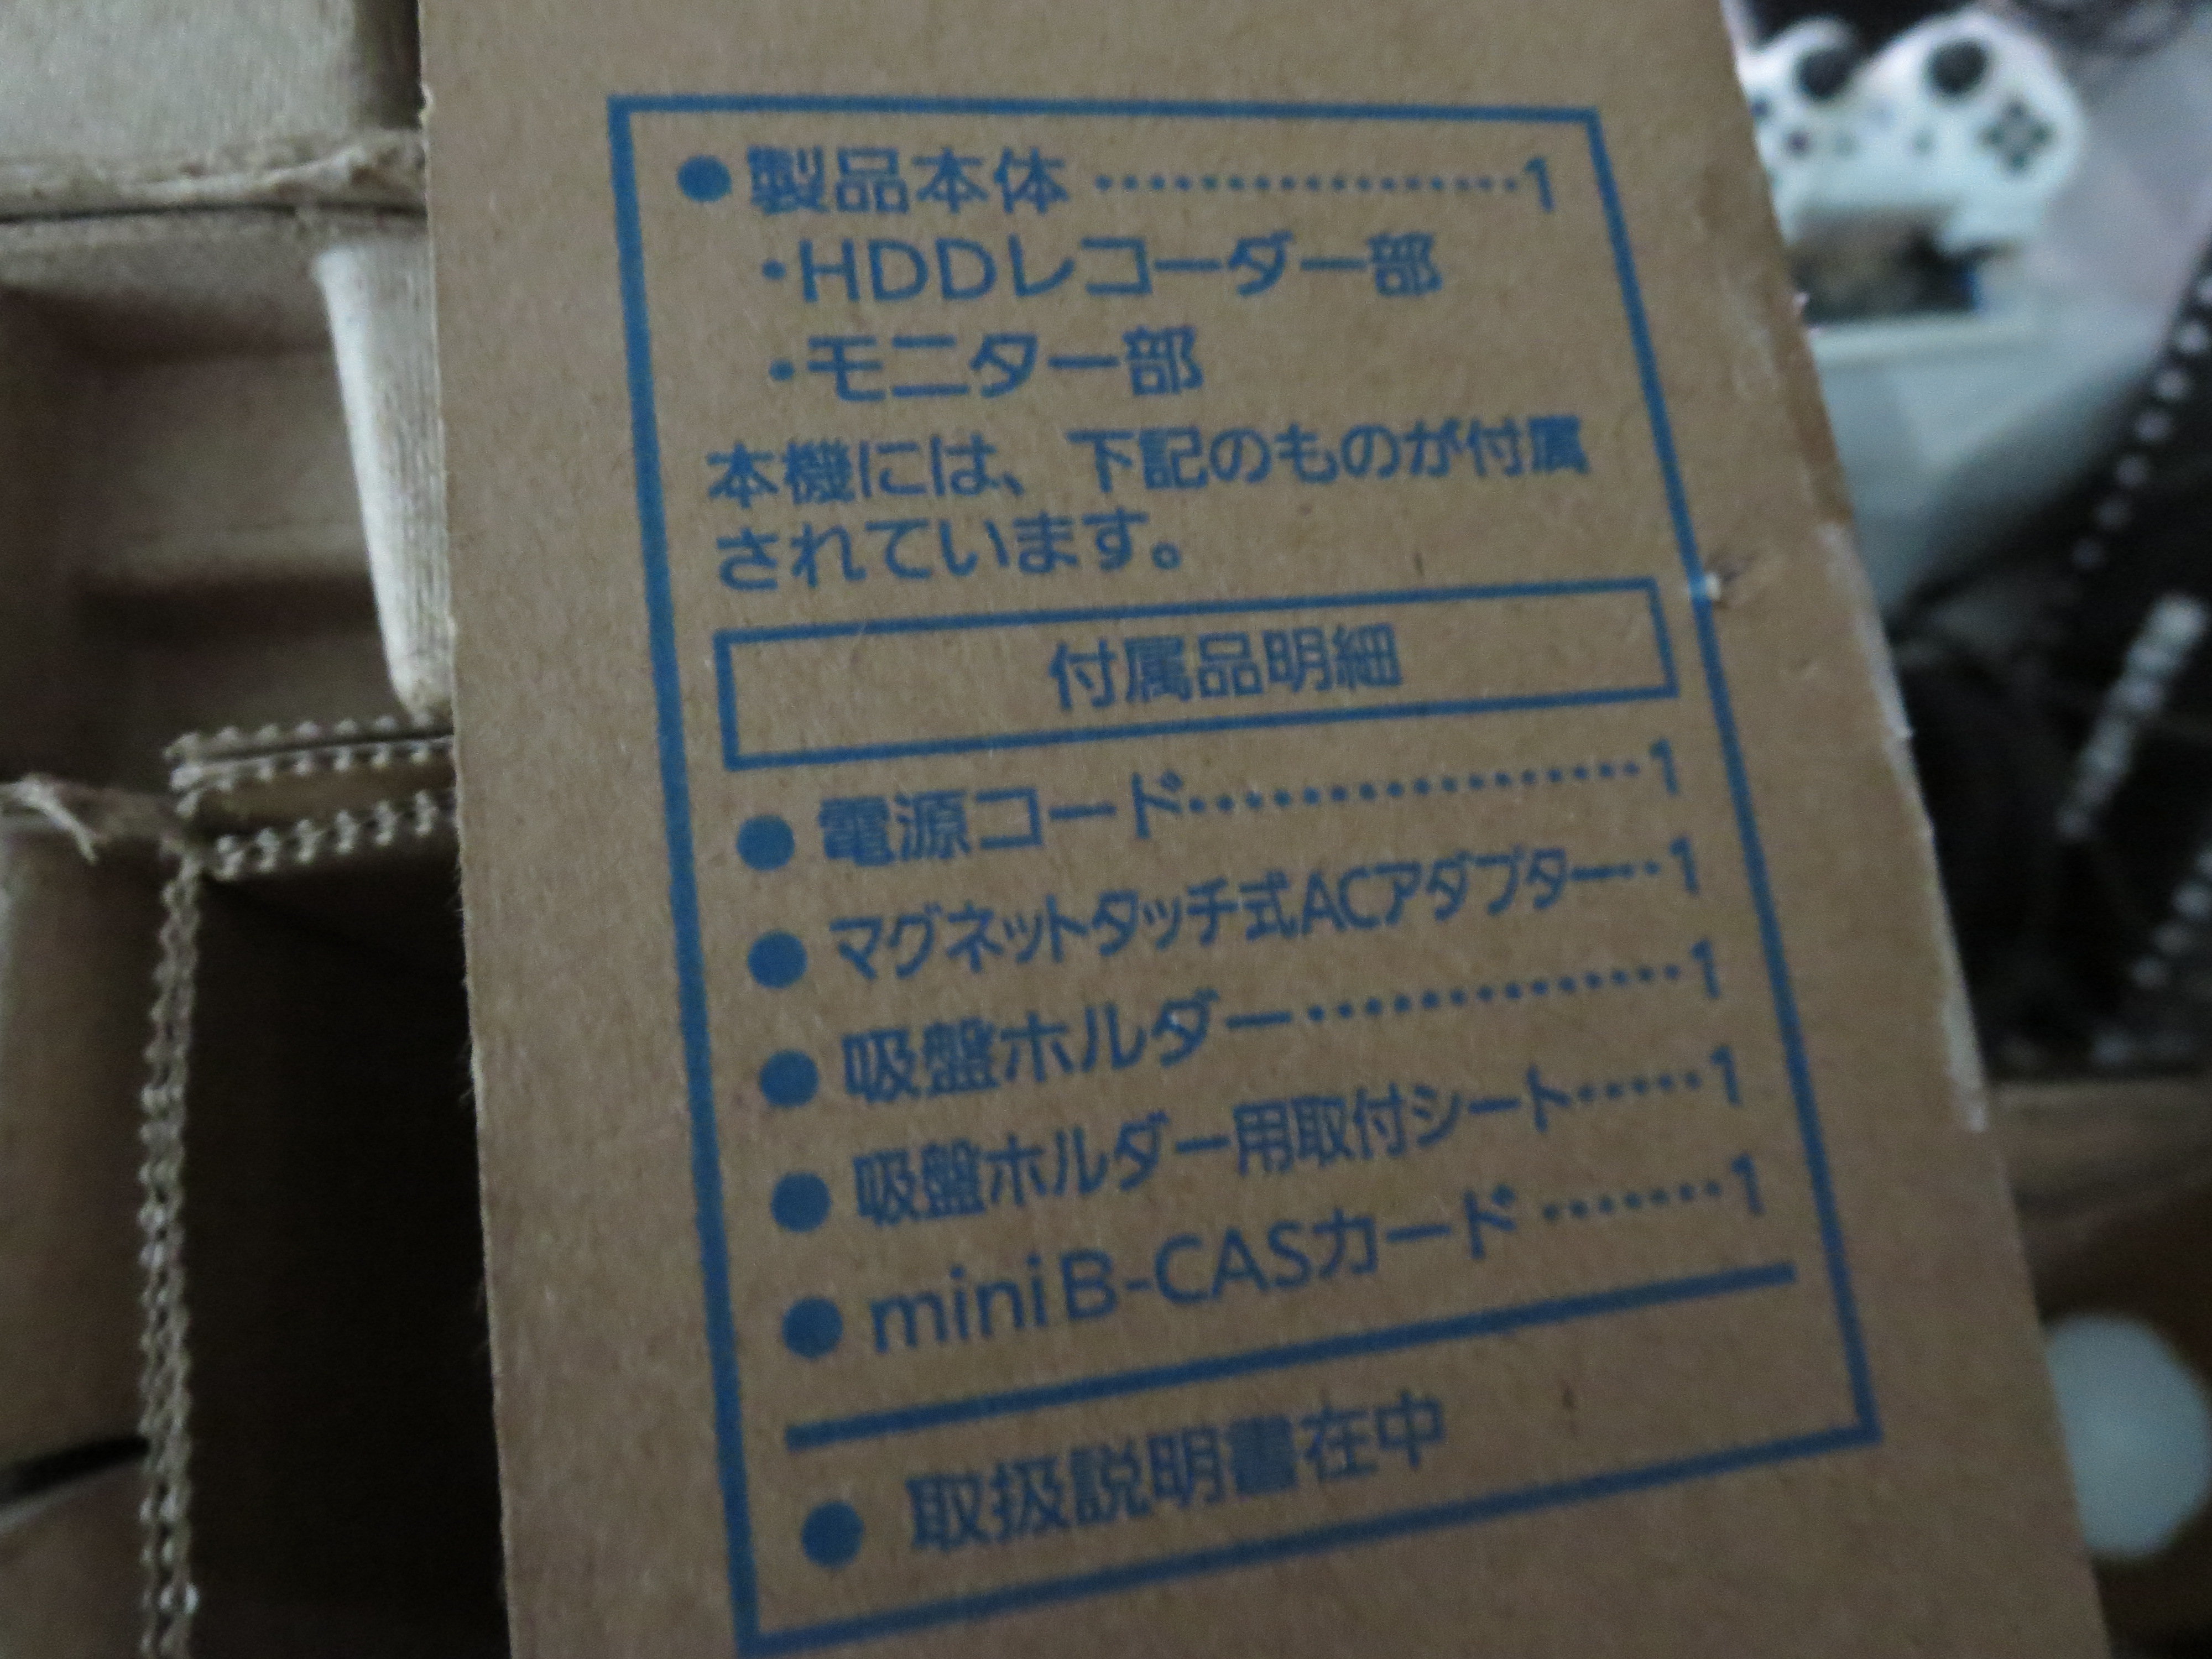 ●製品本体………………1
・HDDレコーダー部
・モニター部
本機には、下記のものが付属
されています。
付属品明細
●電源コード………………1
●マグネットタッチ式ACアダプター…1
●吸盤ホルダー……………1
●吸盤ホルダー用取付シート……1
●mini B-CASカード……1
●取扱説明書在中